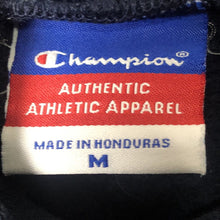 Champion
AUTHENTIC
ATHLETIC APPAREL
MADE IN HONDURAS
M